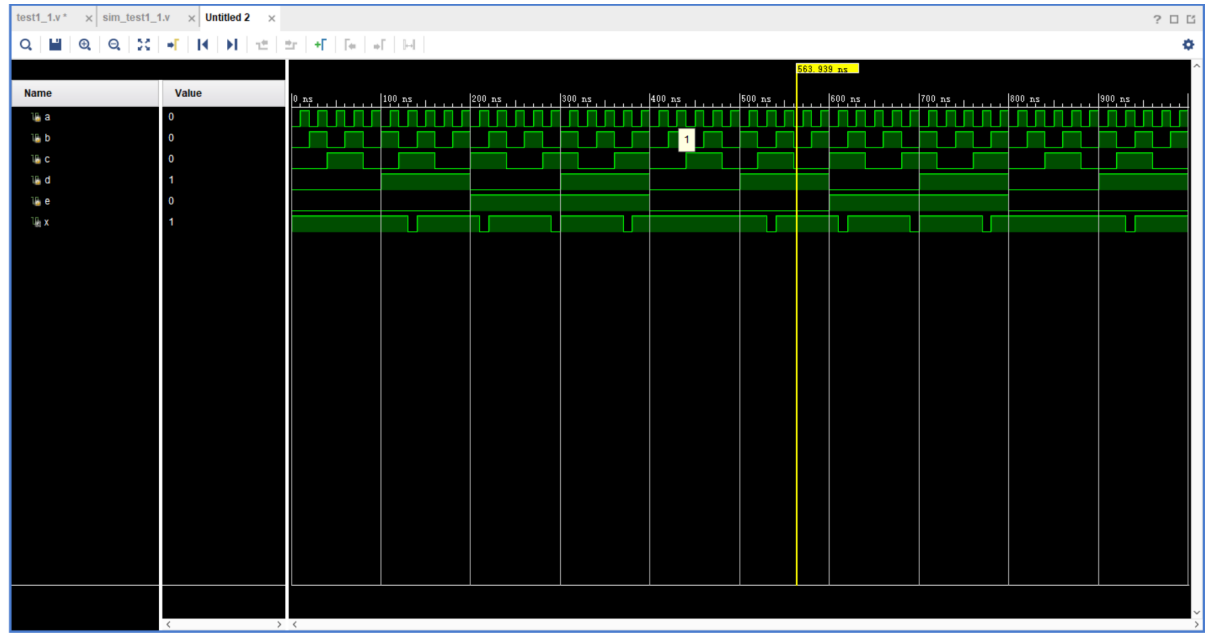 test1_1.v* × sim_test1_1.v × Untitled 2 × ?
563.939 ns
Name Value
0 ns 100 ns 200 ns 300 ns 400 ns 500 ns 600 ns 700 ns 800 ns 900 ns
a 0
b 0
1
c 0
d 1
e 0
x 1